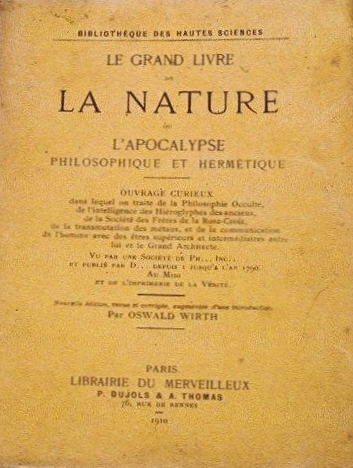 BIBLIOTHÈQUE DES HAUTES SCIENCES
LE GRAND LIVRE
DE
LA NATURE
OU
L'APOCALYPSE
PHILOSOPHIQUE ET HERMÉTIQUE
OUVRAGE CURIEUX
dans lequel on traite de la Philosophie Occulte,
de l'intelligence des Hiéroglyphes des anciens,
de la Société des Frères de la Rose-Croix,
de la transmutation des métaux, et de la communication
de l'homme avec des êtres supérieurs et intermédiaires entre
lui et le Grand Architecte.
VU PAR UNE SOCIÉTÉ DE PH... INC..
ET PUBLIÉ PAR D... DEPUIS 1 JUSQU'A L'AN 1790.
AU MIDI
ET DE L'IMPRIMERIE DE LA VÉRITÉ.
Nouvelle édition, revue et corrigée, augmentée d'une introduction
Par OSWALD WIRTH
PARIS
LIBRAIRIE DU MERVEILLEUX
P. DUJOLS & A. THOMAS
76, RUE DE RENNES
1910